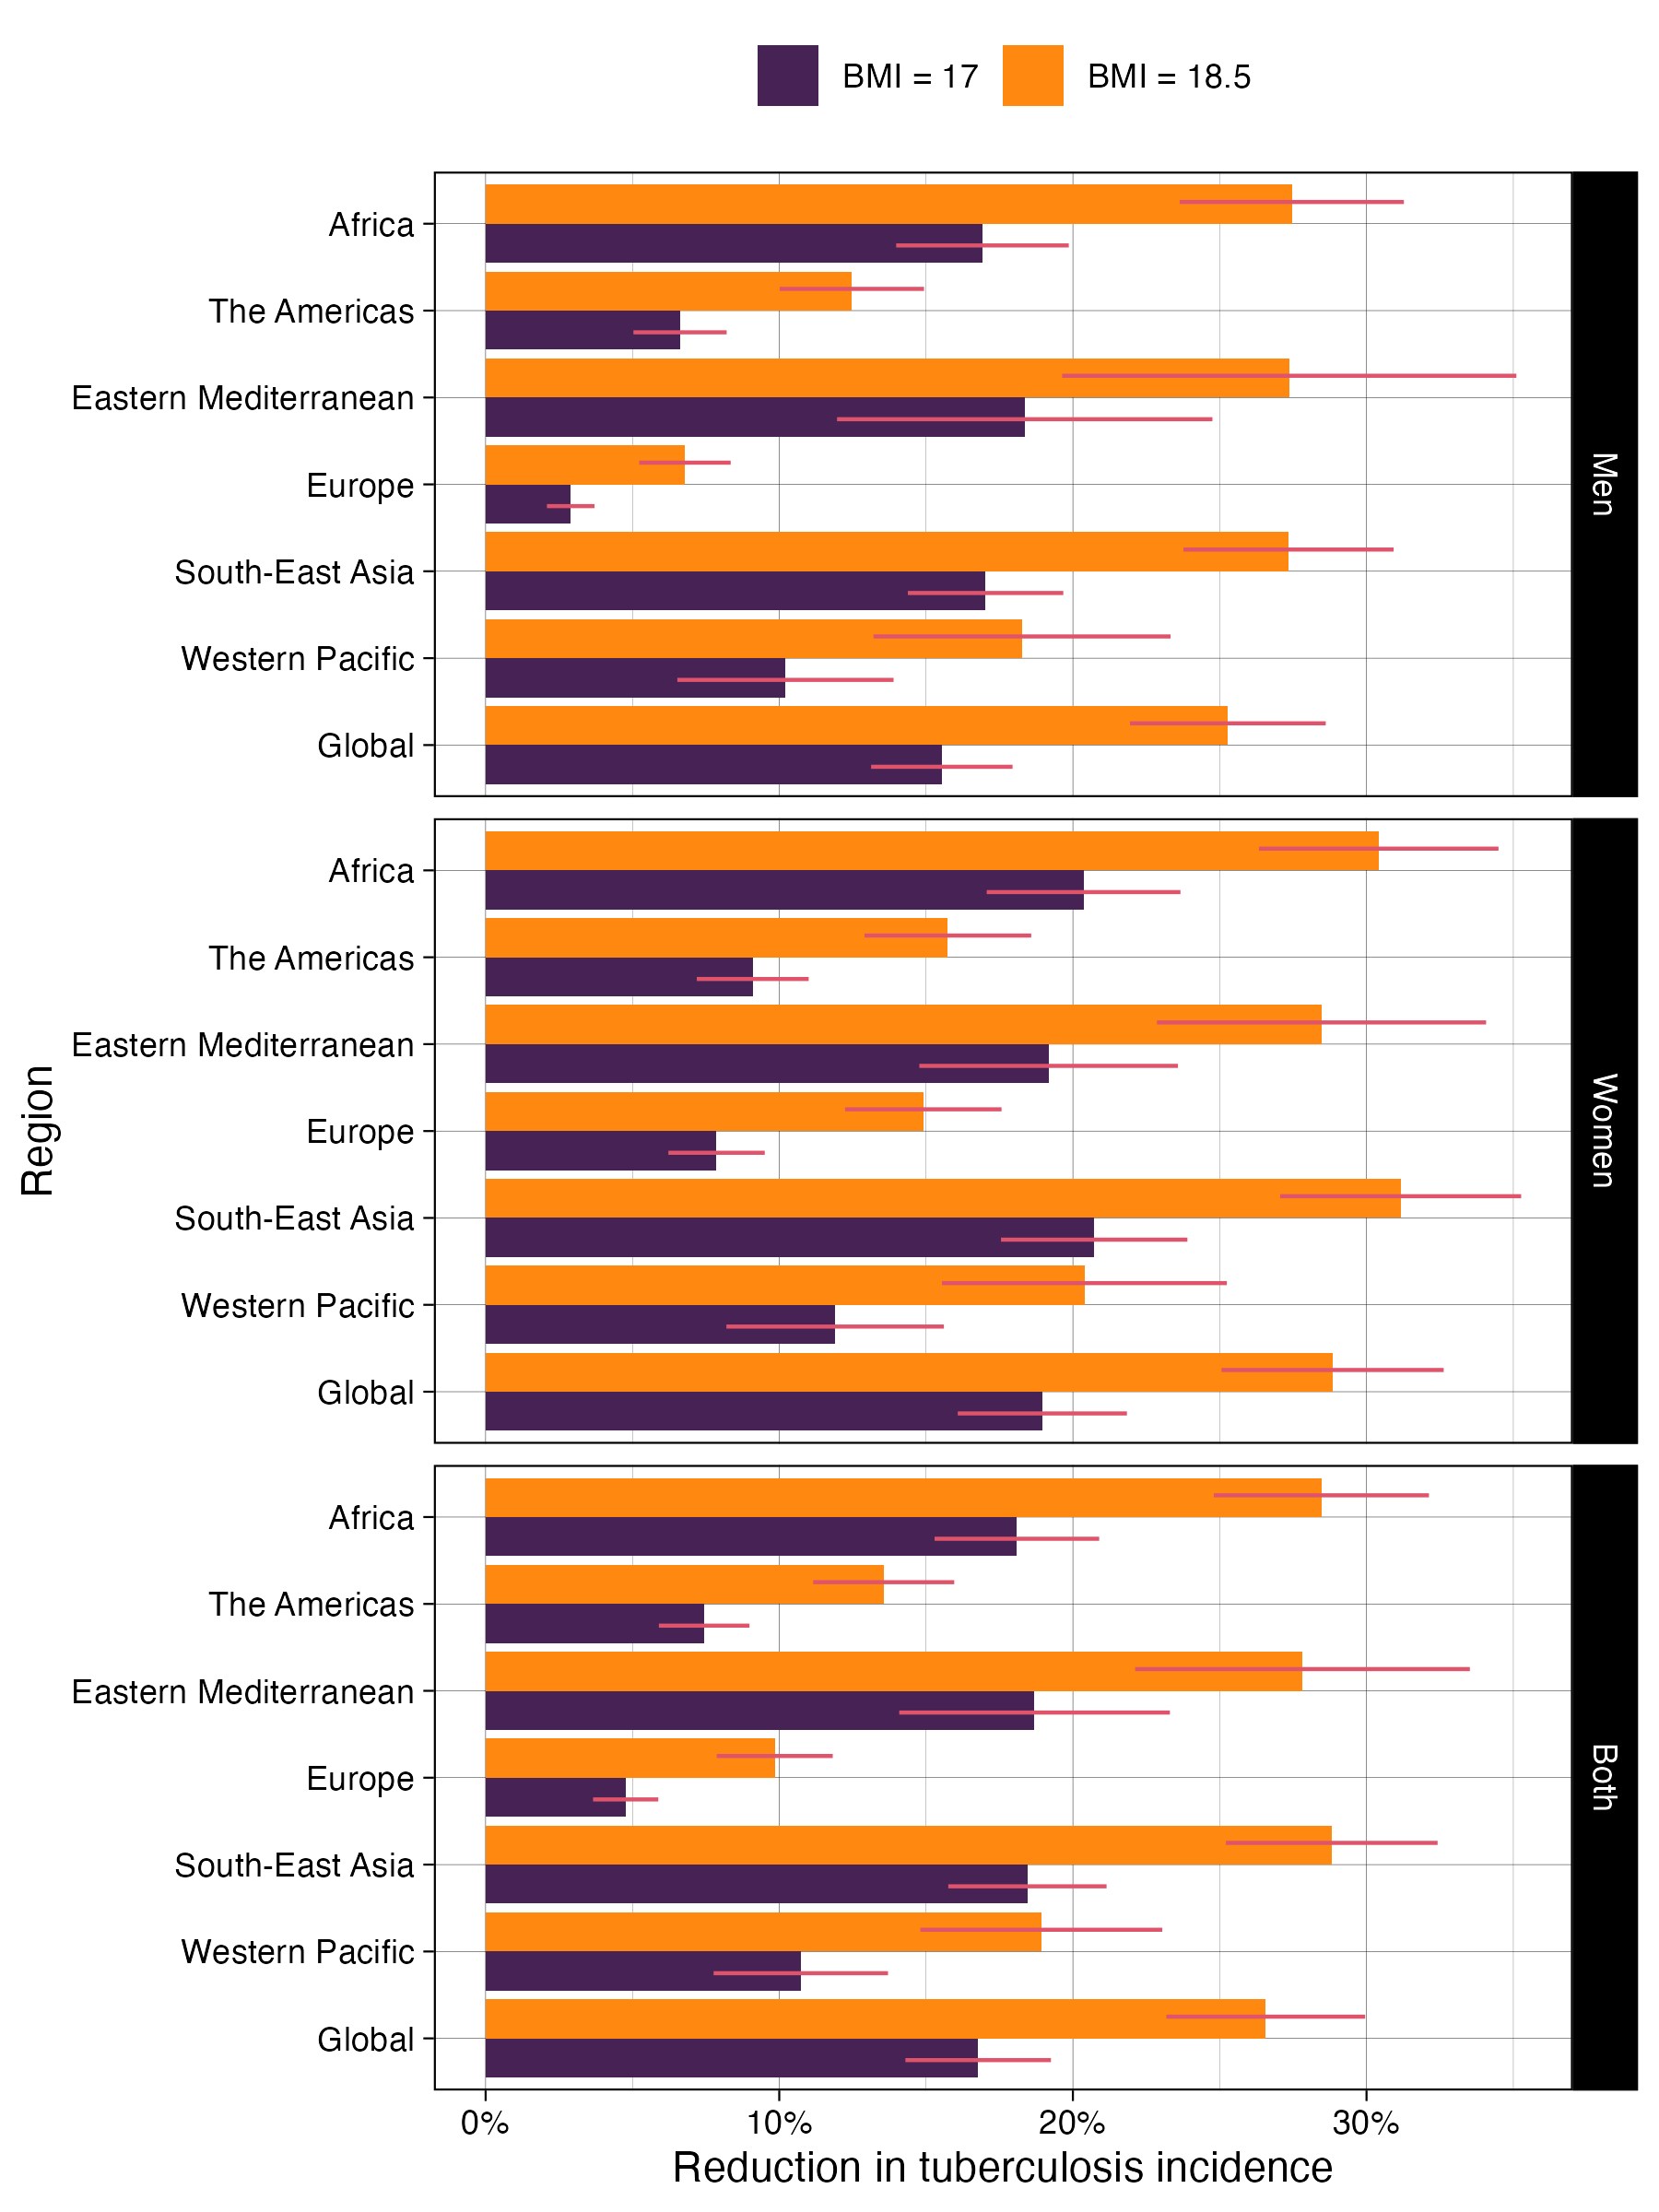 BMI = 17
BMI = 18.5
Region
Africa
The Americas
Eastern Mediterranean
Europe
South-East Asia
Western Pacific
Global
Men
Africa
The Americas
Eastern Mediterranean
Europe
South-East Asia
Western Pacific
Global
Women
Africa
The Americas
Eastern Mediterranean
Europe
South-East Asia
Western Pacific
Global
Both
0%
10%
20%
30%
Reduction in tuberculosis incidence